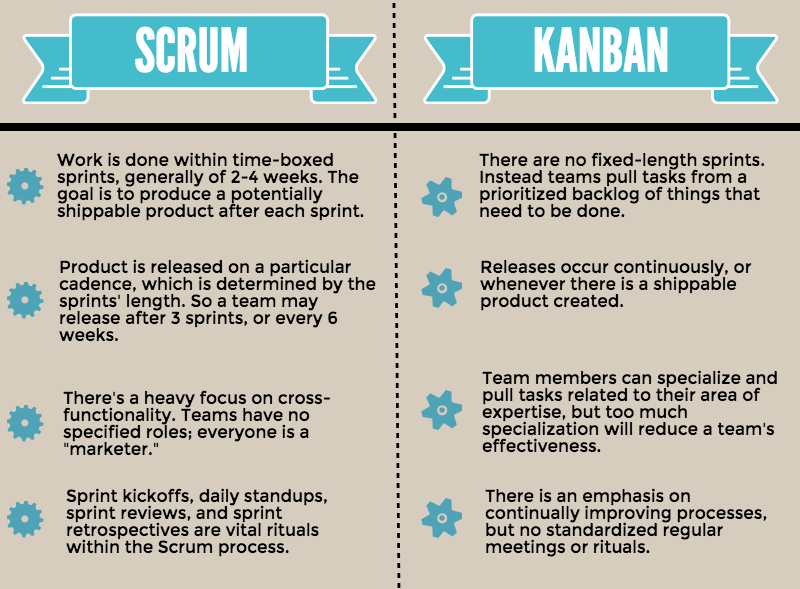 SCRUM
Work is done within time-boxed
sprints, generally of 2-4 weeks. The
goal is to produce a potentially
shippable product after each sprint.
Product is released on a particular
cadence, which is determined by the
sprints' length. So a team may
release after 3 sprints, or every 6
weeks.
There's a heavy focus on cross-
functionality. Teams have no
specified roles; everyone is a
"marketer."
Sprint kickoffs, daily standups,
sprint reviews, and sprint
retrospectives are vital rituals
within the Scrum process.
KANBAN
There are no fixed-length sprints.
Instead teams pull tasks from a
prioritized backlog of things that
need to be done.
Releases occur continuously, or
whenever there is a shippable
product created.
Team members can specialize and
pull tasks related to their area of
expertise, but too much
specialization will reduce a team's
effectiveness.
There is an emphasis on
continually improving processes,
but no standardized regular
meetings or rituals.